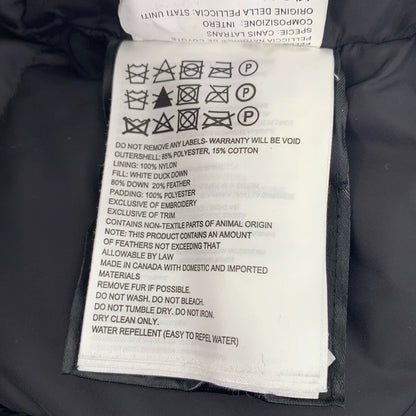 PELLICCIA NATURALE DI COYOTE
SPECIE: CANIS LATRANS
COMPOSIZIONE: INTERO
ORIGINE DELLA PELLICCIA: STATI UNITI
P
P
P
DO NOT REMOVE ANY LABELS- WARRANTY WILL BE VOID
OUTERSHELL: 85% POLYESTER, 15% COTTON
LINING: 100% NYLON
FILL: WHITE DUCK DOWN
80% DOWN 20% FEATHER
PADDING: 100% POLYESTER
EXCLUSIVE OF EMBROIDERY
EXCLUSIVE OF TRIM
CONTAINS NON-TEXTILE PARTS OF ANIMAL ORIGIN
NOTE: THIS PRODUCT CONTAINS AN AMOUNT
OF FEATHERS NOT EXCEEDING THAT
ALLOWABLE BY LAW
MADE IN CANADA WITH DOMESTIC AND IMPORTED
MATERIALS
REMOVE FUR IF POSSIBLE.
DO NOT WASH. DO NOT BLEACH.
DO NOT TUMBLE DRY. DO NOT IRON.
DRY CLEAN ONLY.
WATER REPELLENT (EASY TO REPEL WATER)